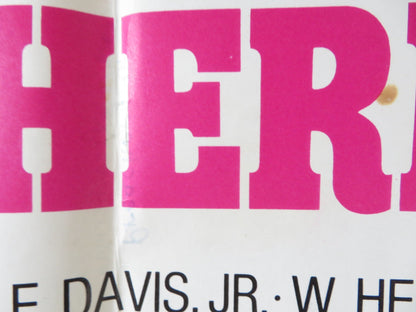 HER
E DAVIS, JR. · W HE